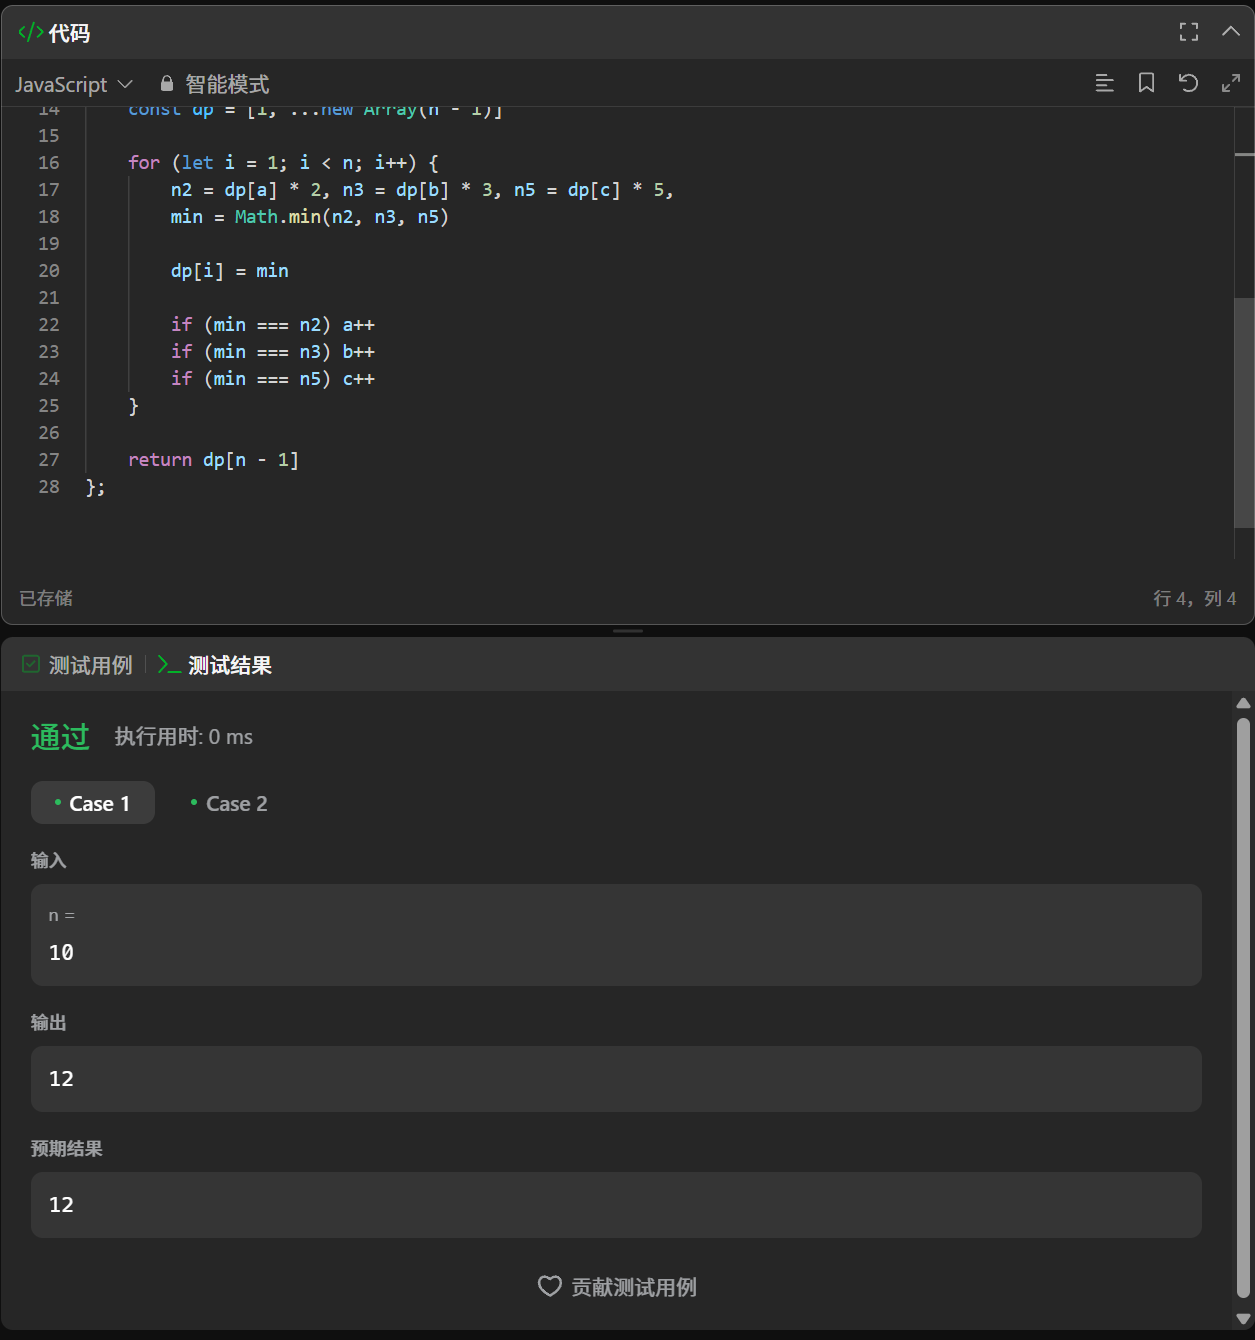 </> 代码
JavaScript 智能模式
14 const dp = [1, ...new Array(n - 1)]
15
16 for (let i = 1; i < n; i++) {
17 n2 = dp[a] * 2, n3 = dp[b] * 3, n5 = dp[c] * 5,
18 min = Math.min(n2, n3, n5)
19
20 dp[i] = min
21
22 if (min === n2) a++
23 if (min === n3) b++
24 if (min === n5) c++
25 }
26
27 return dp[n - 1]
28 };
已存储 行 4，列 4
测试用例 | >_ 测试结果
通过 执行用时: 0 ms
• Case 1 • Case 2
输入
n =
10
输出
12
预期结果
12
贡献测试用例